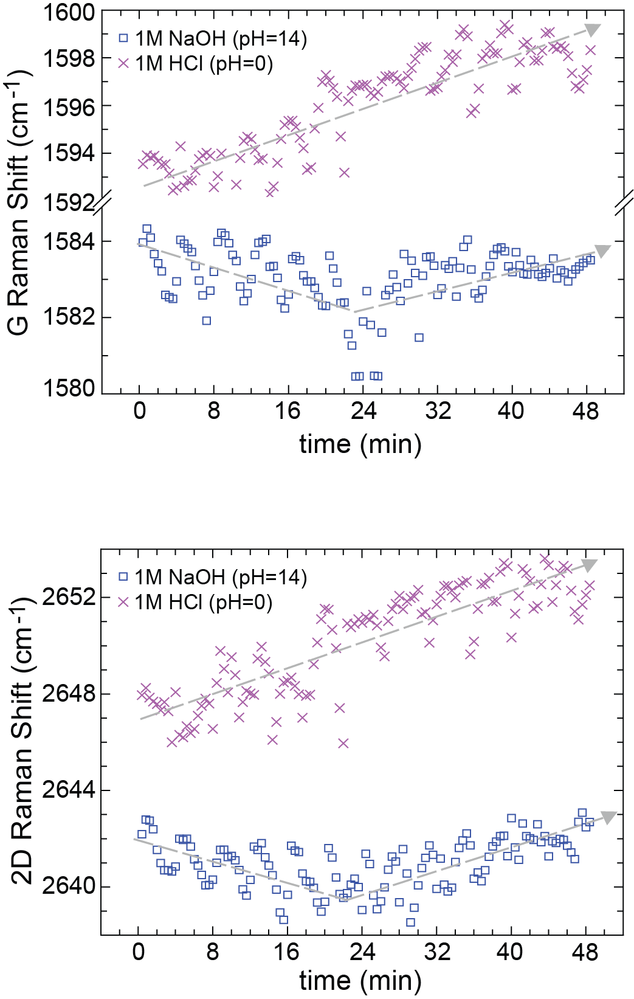 1600
1598
1596
1594
1592
1584
1582
1580
G Raman Shift (cm-1)
1M NaOH (pH=14)
1M HCl (pH=0)
0 8 16 24 32 40 48
time (min)
2652
2648
2644
2640
2D Raman Shift (cm-1)
1M NaOH (pH=14)
1M HCl (pH=0)
0 8 16 24 32 40 48
time (min)